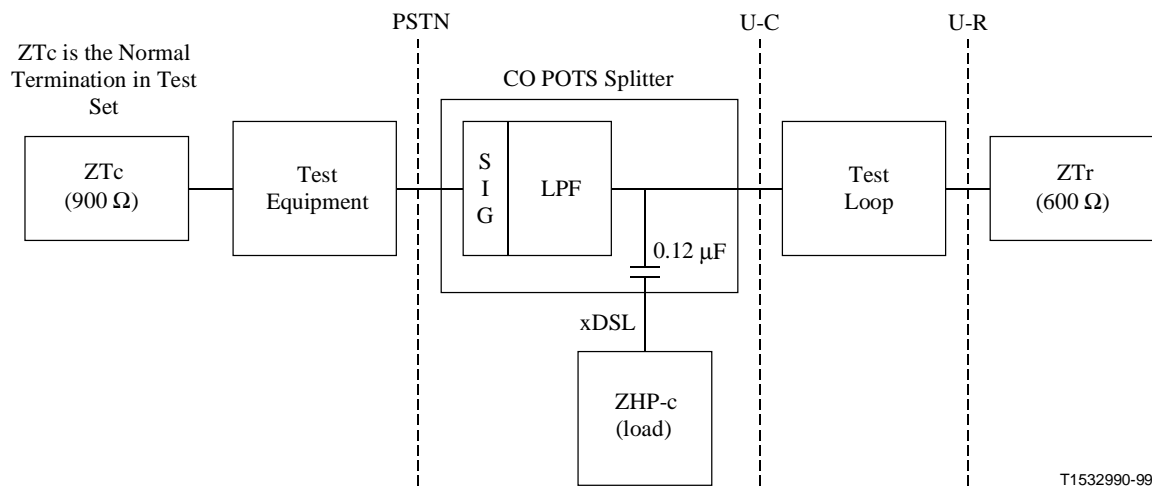 PSTN
U-C
U-R
ZTc is the Normal
Termination in Test
Set
CO POTS Splitter
ZTc
(900 Ω)
Test
Equipment
S
I
G
LPF
Test
Loop
ZTr
(600 Ω)
0.12 µF
xDSL
ZHP-c
(load)
T1532990-99